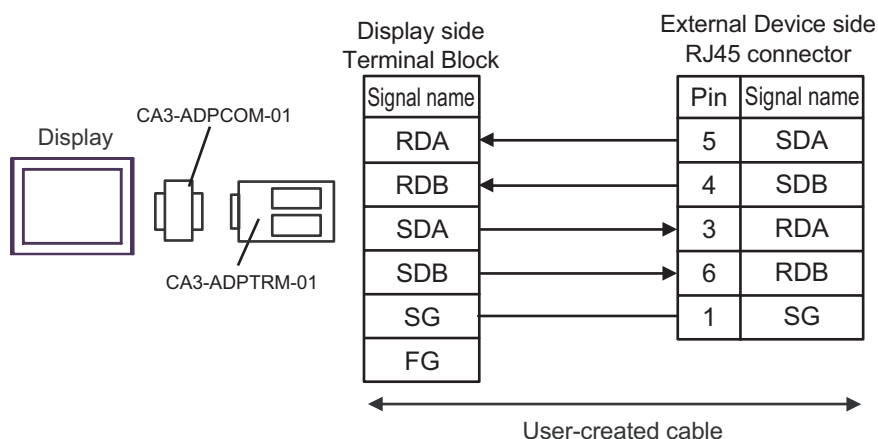 Display side
Terminal Block
External Device side
RJ45 connector
CA3-ADPCOM-01
Display
CA3-ADPTRM-01
Signal name
RDA
RDB
SDA
SDB
SG
FG
Pin Signal name
5 SDA
4 SDB
3 RDA
6 RDB
1 SG
User-created cable